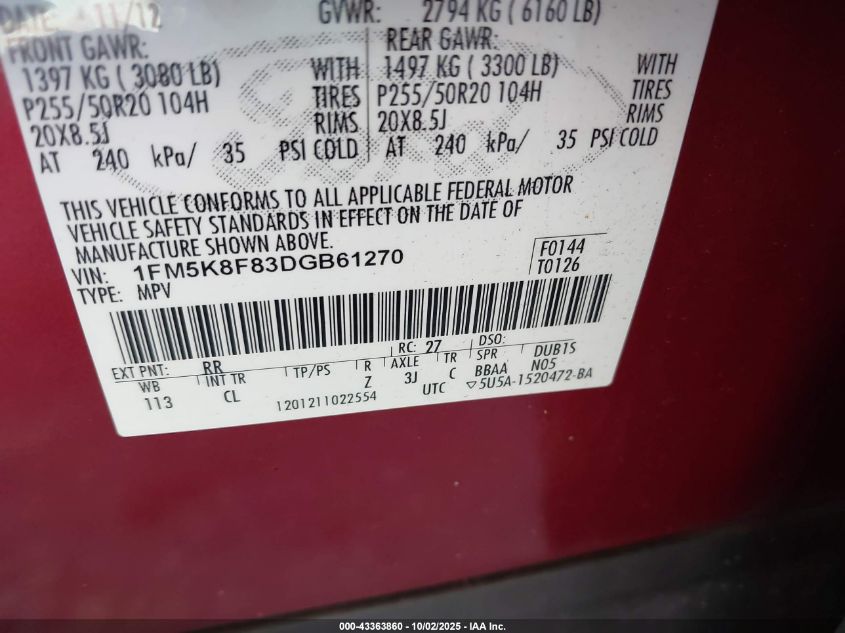 DATE 11/12 GVWR: 2794 KG ( 6160 LB)
FRONT GAWR: REAR GAWR:
1397 KG ( 3080 LB) WITH 1497 KG ( 3300 LB) WITH
P255/50R20 104H TIRES P255/50R20 104H TIRES
20X8.5J RIMS 20X8.5J RIMS
AT 240 kPa/ 35 PSI COLD AT 240 kPa/ 35 PSI COLD
THIS VEHICLE CONFORMS TO ALL APPLICABLE FEDERAL MOTOR
VEHICLE SAFETY STANDARDS IN EFFECT ON THE DATE OF
MANUFACTURE SHOWN ABOVE.
VIN: 1FM5K8F83DGB61270 F0144
TYPE: MPV T0126
EXT PNT: RR RC: 27 DSO:
WB INT TR TP/PS R AXLE TR SPR DUBTS
113 CL Z 3J C BBAA N05
1201211022554 UTC ▽5U5A-1520472-BA
000-43363860 - 10/02/2025 - IAA Inc.